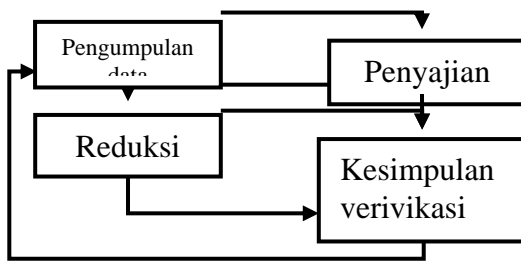 Pengumpulan
data
Penyajian
Reduksi
Kesimpulan
verivikasi